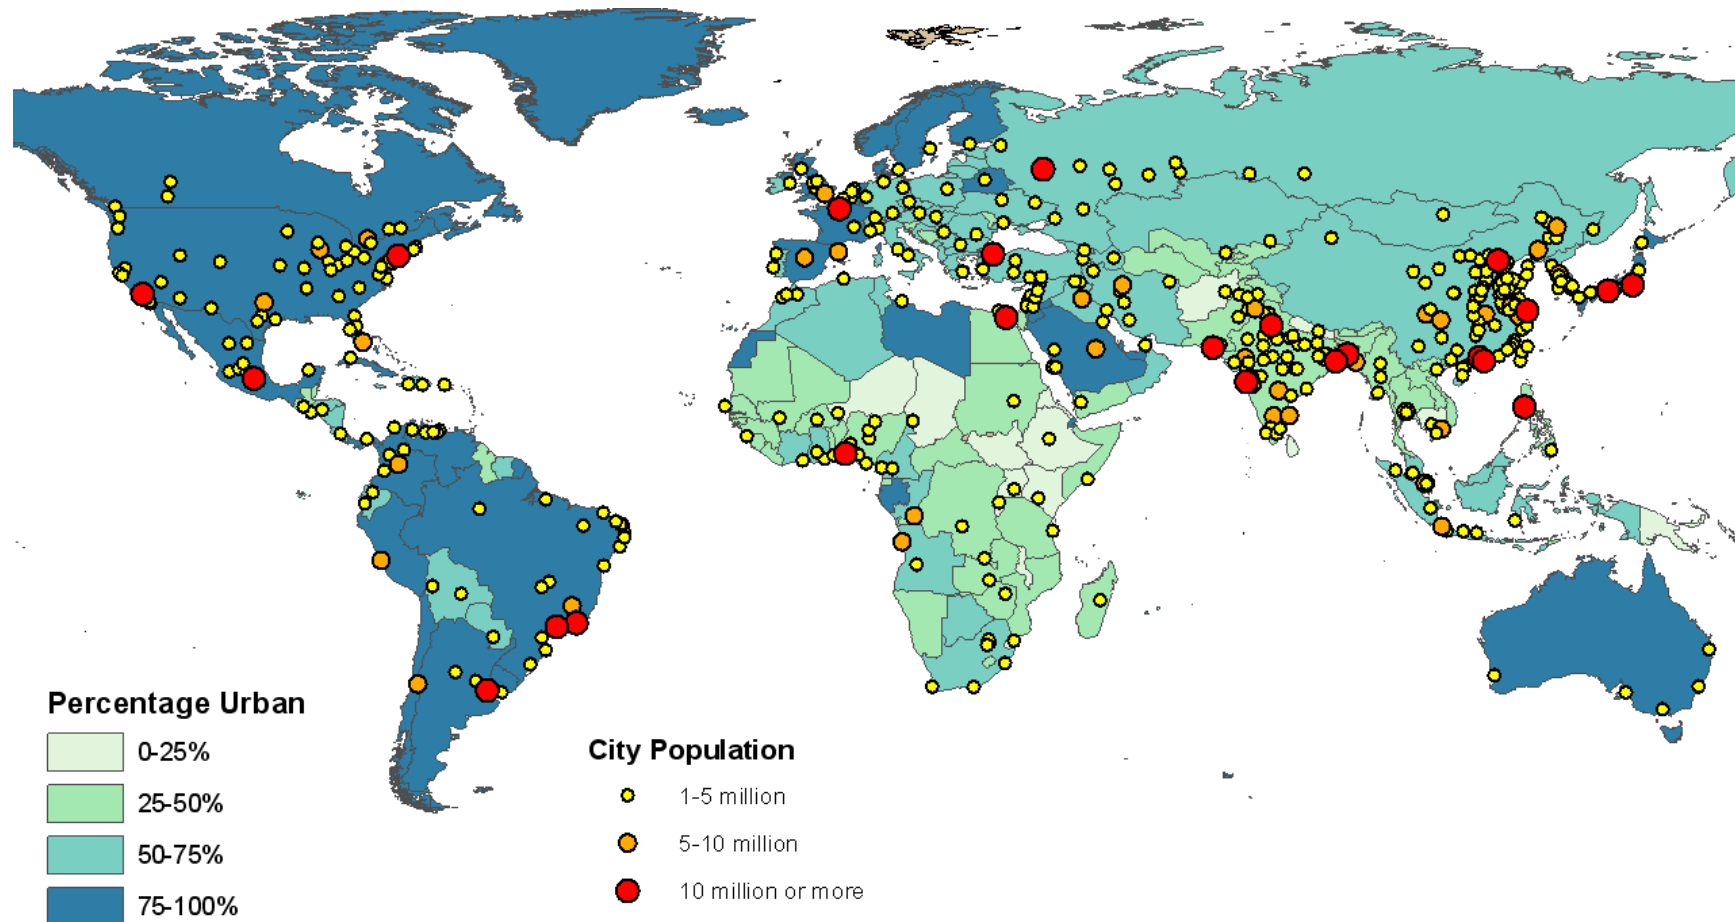 Percentage Urban
0-25%
25-50%
50-75%
75-100%
City Population
1-5 million
5-10 million
10 million or more